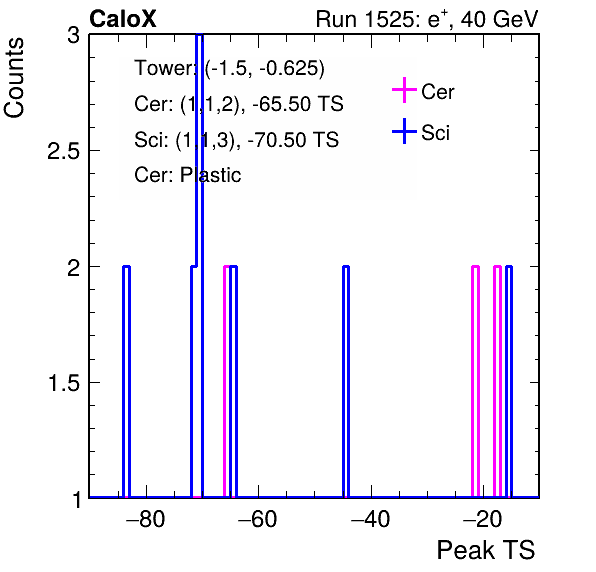 CaloX Run 1525: e⁺, 40 GeV
Counts
3
2.5
2
1.5
1
Tower: (-1.5, -0.625)
Cer: (1,1,2), -65.50 TS
Sci: (1,1,3), -70.50 TS
Cer: Plastic
Cer
Sci
−80 −60 −40 −20
Peak TS